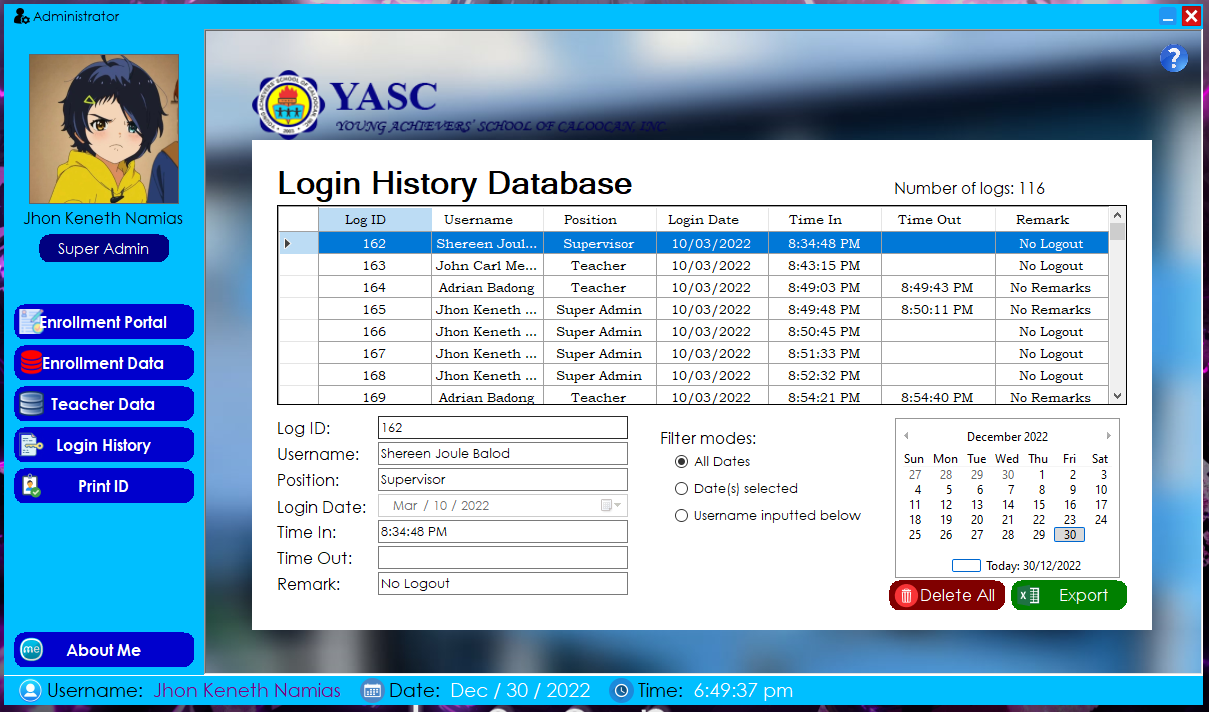 Administrator
?
YASC
YOUNG ACHIEVERS' SCHOOL OF CALOOCAN, INC.
Jhon Keneth Namias
Super Admin
Enrollment Portal
Enrollment Data
Teacher Data
Login History
Print ID
me About Me
Login History Database
Number of logs: 116
Log ID Username Position Login Date Time In Time Out Remark
162 Shereen Joul... Supervisor 10/03/2022 8:34:48 PM No Logout
163 John Carl Me... Teacher 10/03/2022 8:43:15 PM No Logout
164 Adrian Badong Teacher 10/03/2022 8:49:03 PM 8:49:43 PM No Remarks
165 Jhon Keneth ... Super Admin 10/03/2022 8:49:48 PM 8:50:11 PM No Remarks
166 Jhon Keneth ... Super Admin 10/03/2022 8:50:45 PM No Logout
167 Jhon Keneth ... Super Admin 10/03/2022 8:51:33 PM No Logout
168 Jhon Keneth ... Super Admin 10/03/2022 8:52:32 PM No Logout
169 Adrian Badong Teacher 10/03/2022 8:54:21 PM 8:54:40 PM No Remarks
Log ID: 162
Username: Shereen Joule Balod
Position: Supervisor
Login Date: Mar / 10 / 2022
Time In: 8:34:48 PM
Time Out:
Remark: No Logout
Filter modes:
All Dates
Date(s) selected
Username inputted below
December 2022
Sun Mon Tue Wed Thu Fri Sat
27 28 29 30 1 2 3
4 5 6 7 8 9 10
11 12 13 14 15 16 17
18 19 20 21 22 23 24
25 26 27 28 29 30
Today: 30/12/2022
Delete All
Export
Username: Jhon Keneth Namias Date: Dec / 30 / 2022 Time: 6:49:37 pm